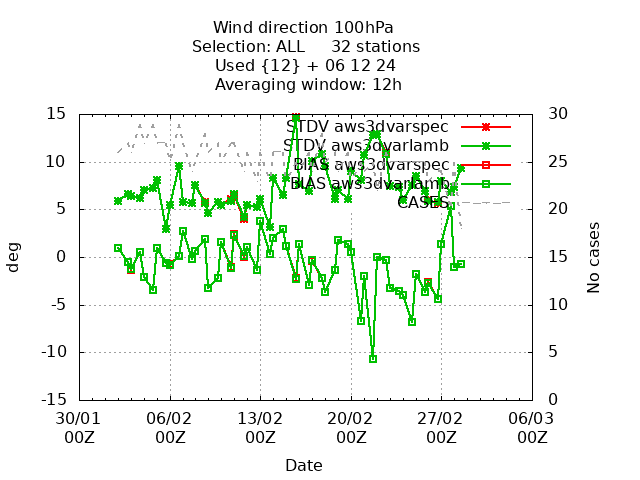 Wind direction 100hPa
Selection: ALL 32 stations
Used {12} + 06 12 24
Averaging window: 12h
STDV aws3dvarspec
STDV aws3dvarlamb
BIAS aws3dvarspec
BIAS aws3dvarlamb
CASES
deg
15
10
5
0
-5
-10
-15
No cases
30
25
20
15
10
5
0
30/01 06/02 13/02 20/02 27/02 06/03
00Z 00Z 00Z 00Z 00Z 00Z
Date